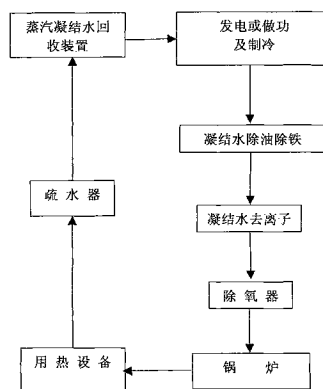 蒸汽凝结水回
收装置
发电或做功
及制冷
凝结水除油除铁
疏水器
凝结水去离子
除氧器
用热设备
锅炉